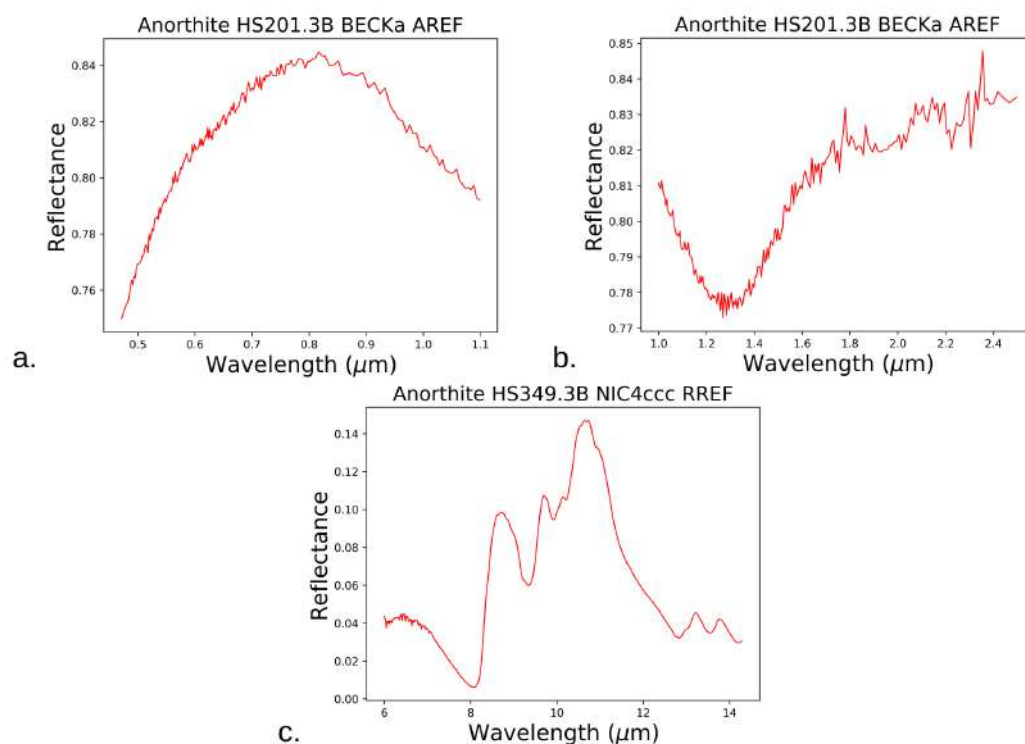 Anorthite HS201.3B BECKa AREF
0.84
0.82
0.80
0.78
0.76
Reflectance
0.5 0.6 0.7 0.8 0.9 1.0 1.1
Wavelength (μm)
a.
Anorthite HS201.3B BECKa AREF
0.85
0.84
0.83
0.82
0.81
0.80
0.79
0.78
0.77
Reflectance
1.0 1.2 1.4 1.6 1.8 2.0 2.2 2.4
Wavelength (μm)
b.
Anorthite HS349.3B NIC4ccc RREF
0.14
0.12
0.10
0.08
0.06
0.04
0.02
0.00
Reflectance
6 8 10 12 14
Wavelength (μm)
c.